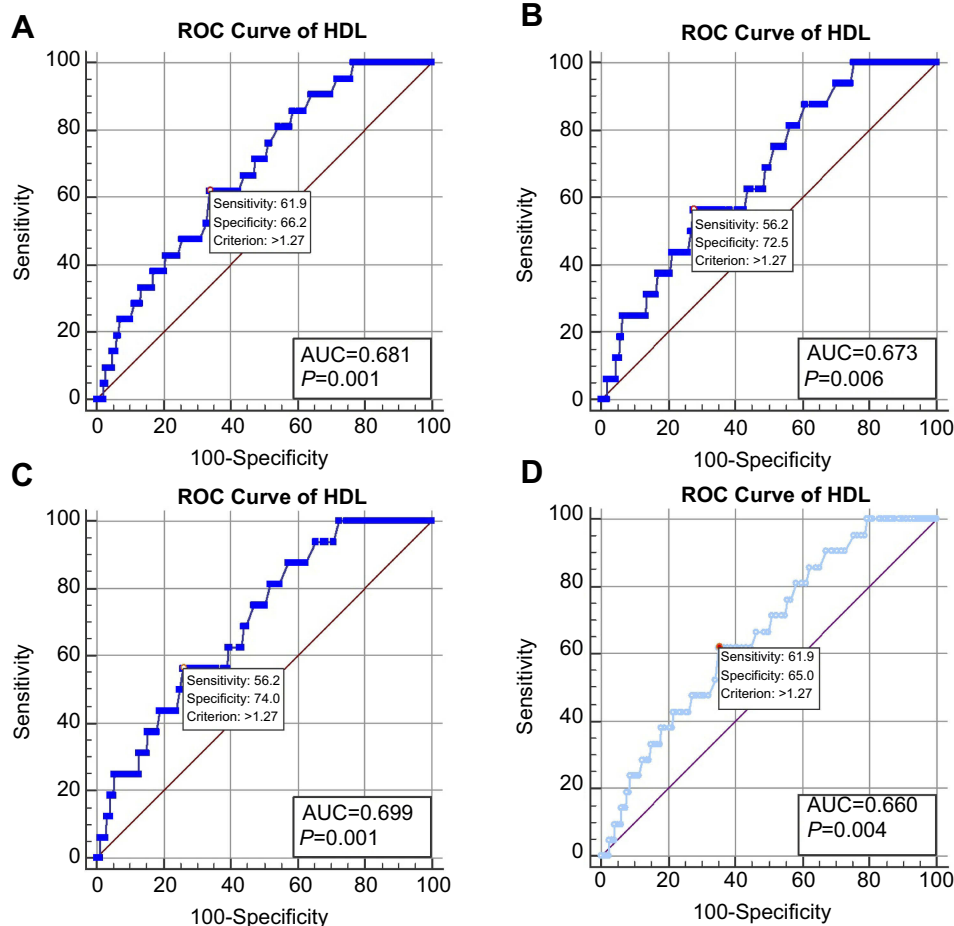 A
ROC Curve of HDL
100
80
60
40
20
0
Sensitivity
Sensitivity: 61.9
Specificity: 66.2
Criterion: >1.27
AUC=0.681
P=0.001
0 20 40 60 80 100
100-Specificity
B
ROC Curve of HDL
100
80
60
40
20
0
Sensitivity
Sensitivity: 56.2
Specificity: 72.5
Criterion: >1.27
AUC=0.673
P=0.006
0 20 40 60 80 100
100-Specificity
C
ROC Curve of HDL
100
80
60
40
20
0
Sensitivity
Sensitivity: 56.2
Specificity: 74.0
Criterion: >1.27
AUC=0.699
P=0.001
0 20 40 60 80 100
100-Specificity
D
ROC Curve of HDL
100
80
60
40
20
0
Sensitivity
Sensitivity: 61.9
Specificity: 65.0
Criterion: >1.27
AUC=0.660
P=0.004
0 20 40 60 80 100
100-Specificity